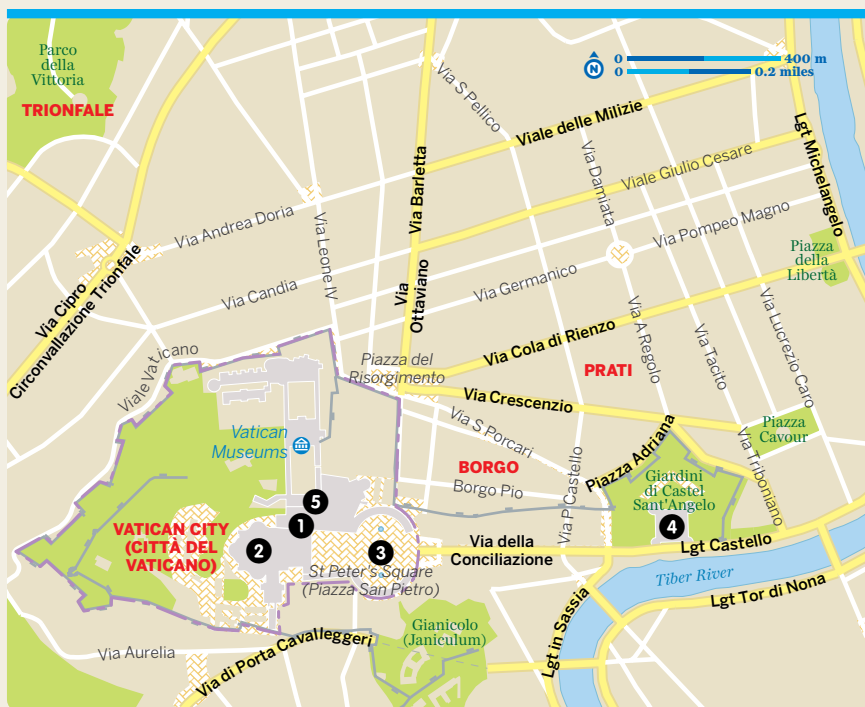 Parco
della
Vittoria
TRIONFALE
N
0 400 m
0 0.2 miles
Via S Pellico
Viale delle Milizie
Lgt Michelangelo
Via Barletta
Via Damiata
Viale Giulio Cesare
Via Andrea Doria
Via Leone IV
Via Pompeo Magno
Piazza
della
Libertà
Via Cipro
Circonvallazione Trionfale
Via Candia
Via
Ottaviano
Via Germanico
Via Cola di Rienzo
Via A Regolo
Via Tacito
Via Lucrezio Caro
Viale Vaticano
Piazza del
Risorgimento
PRATI
Via Crescenzio
Vatican
Museums
Via S Porcari
BORGO
Borgo Pio
Via P Castello
Piazza Adriana
Piazza
Cavour
Via Triboniano
Giardini
di Castel
Sant'Angelo
5
1
2
3
4
VATICAN CITY
(CITTÀ DEL
VATICANO)
Via della
Conciliazione
Lgt Castello
St Peter's Square
(Piazza San Pietro)
Tiber River
Lgt Tor di Nona
Gianicolo
(Janiculum)
Lgt in Sassia
Via Aurelia
Via di Porta Cavalleggeri